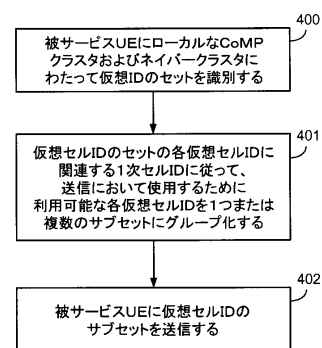 400
被サービスUEにローカルなCoMP
クラスタおよびネイバークラスタに
わたって仮想IDのセットを識別する
401
仮想セルIDのセットの各仮想セルIDに
関連する1次セルIDに従って、
送信において使用するために
利用可能な各仮想セルIDを1つまたは
複数のサブセットにグループ化する
402
被サービスUEに仮想セルIDの
サブセットを送信する